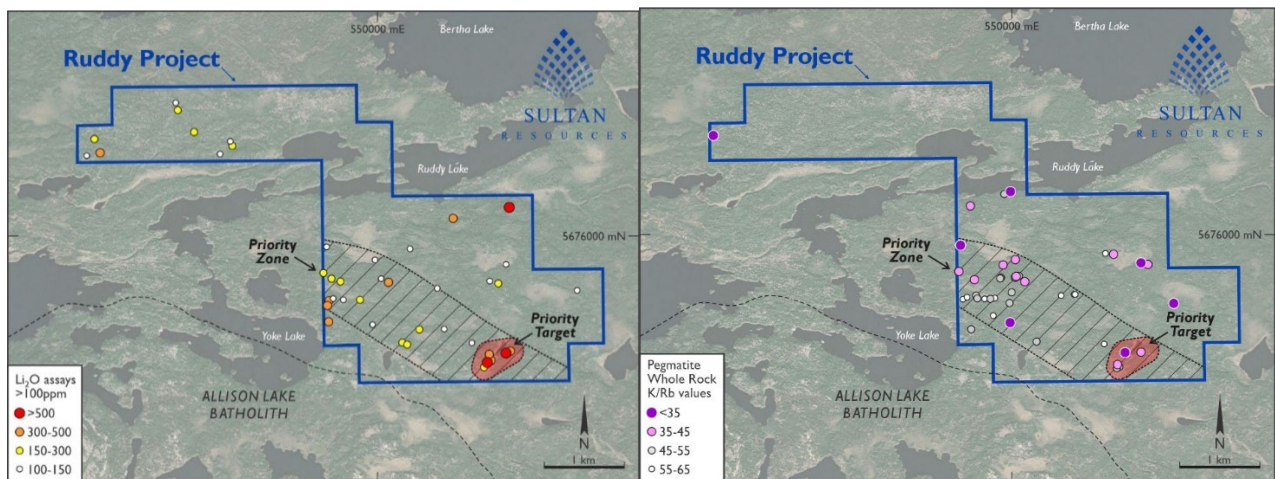 550000 mE
Bertha Lake
Ruddy Project
SULTAN
RESOURCES
Ruddy Lake
5676000 mN
Priority
Zone
Yoke Lake
Priority
Target
ALLISON LAKE
BATHOLITH
Li₂O assays
>100ppm
>500
300-500
150-300
100-150
N
1 km
550000 mE
Bertha Lake
Ruddy Project
SULTAN
RESOURCES
Ruddy Lake
5676000 mN
Priority
Zone
Yoke Lake
Priority
Target
ALLISON LAKE
BATHOLITH
Pegmatite
Whole Rock
K/Rb values
<35
35-45
45-55
55-65
N
1 km